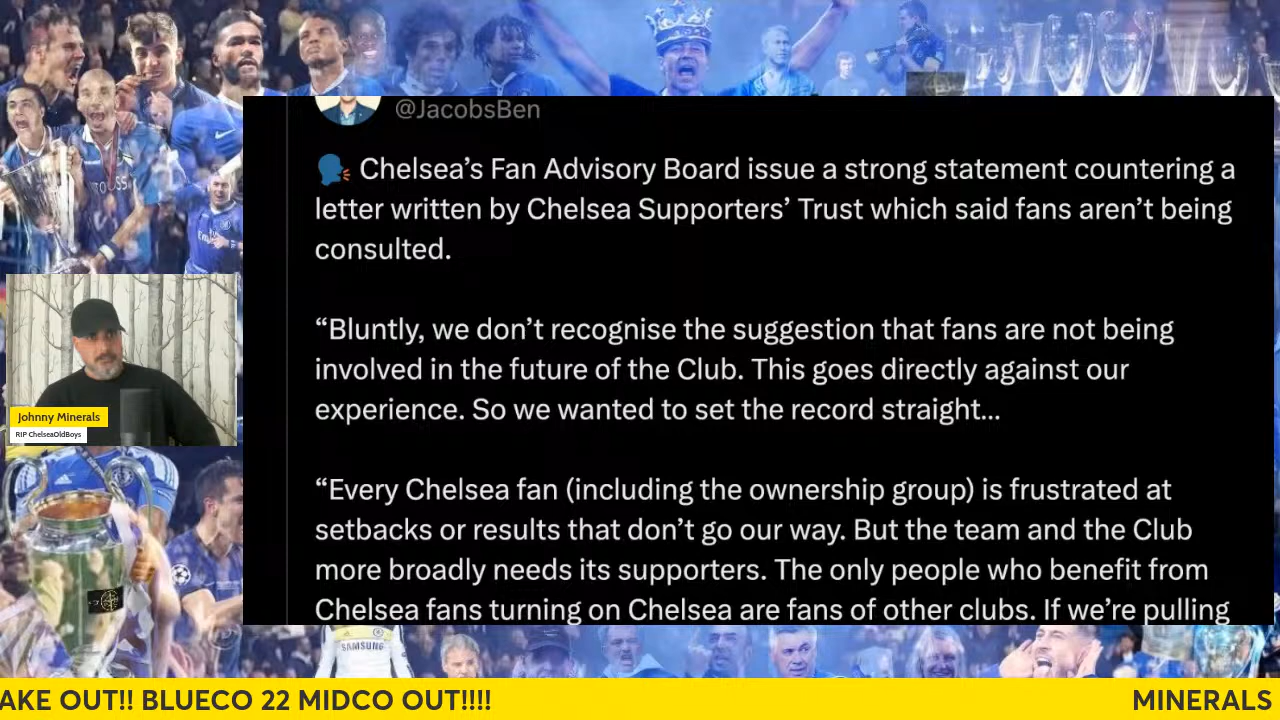 @JacobsBen
Chelsea's Fan Advisory Board issue a strong statement countering a
letter written by Chelsea Supporters' Trust which said fans aren't being
consulted.
“Bluntly, we don't recognise the suggestion that fans are not being
involved in the future of the Club. This goes directly against our
experience. So we wanted to set the record straight...
“Every Chelsea fan (including the ownership group) is frustrated at
setbacks or results that don't go our way. But the team and the Club
more broadly needs its supporters. The only people who benefit from
Chelsea fans turning on Chelsea are fans of other clubs. If we're pulling
Johnny Minerals
RIP ChelseaOldBoys
SAMSUNG
AKE OUT!! BLUECO 22 MIDCO OUT!!!!
MINERALS